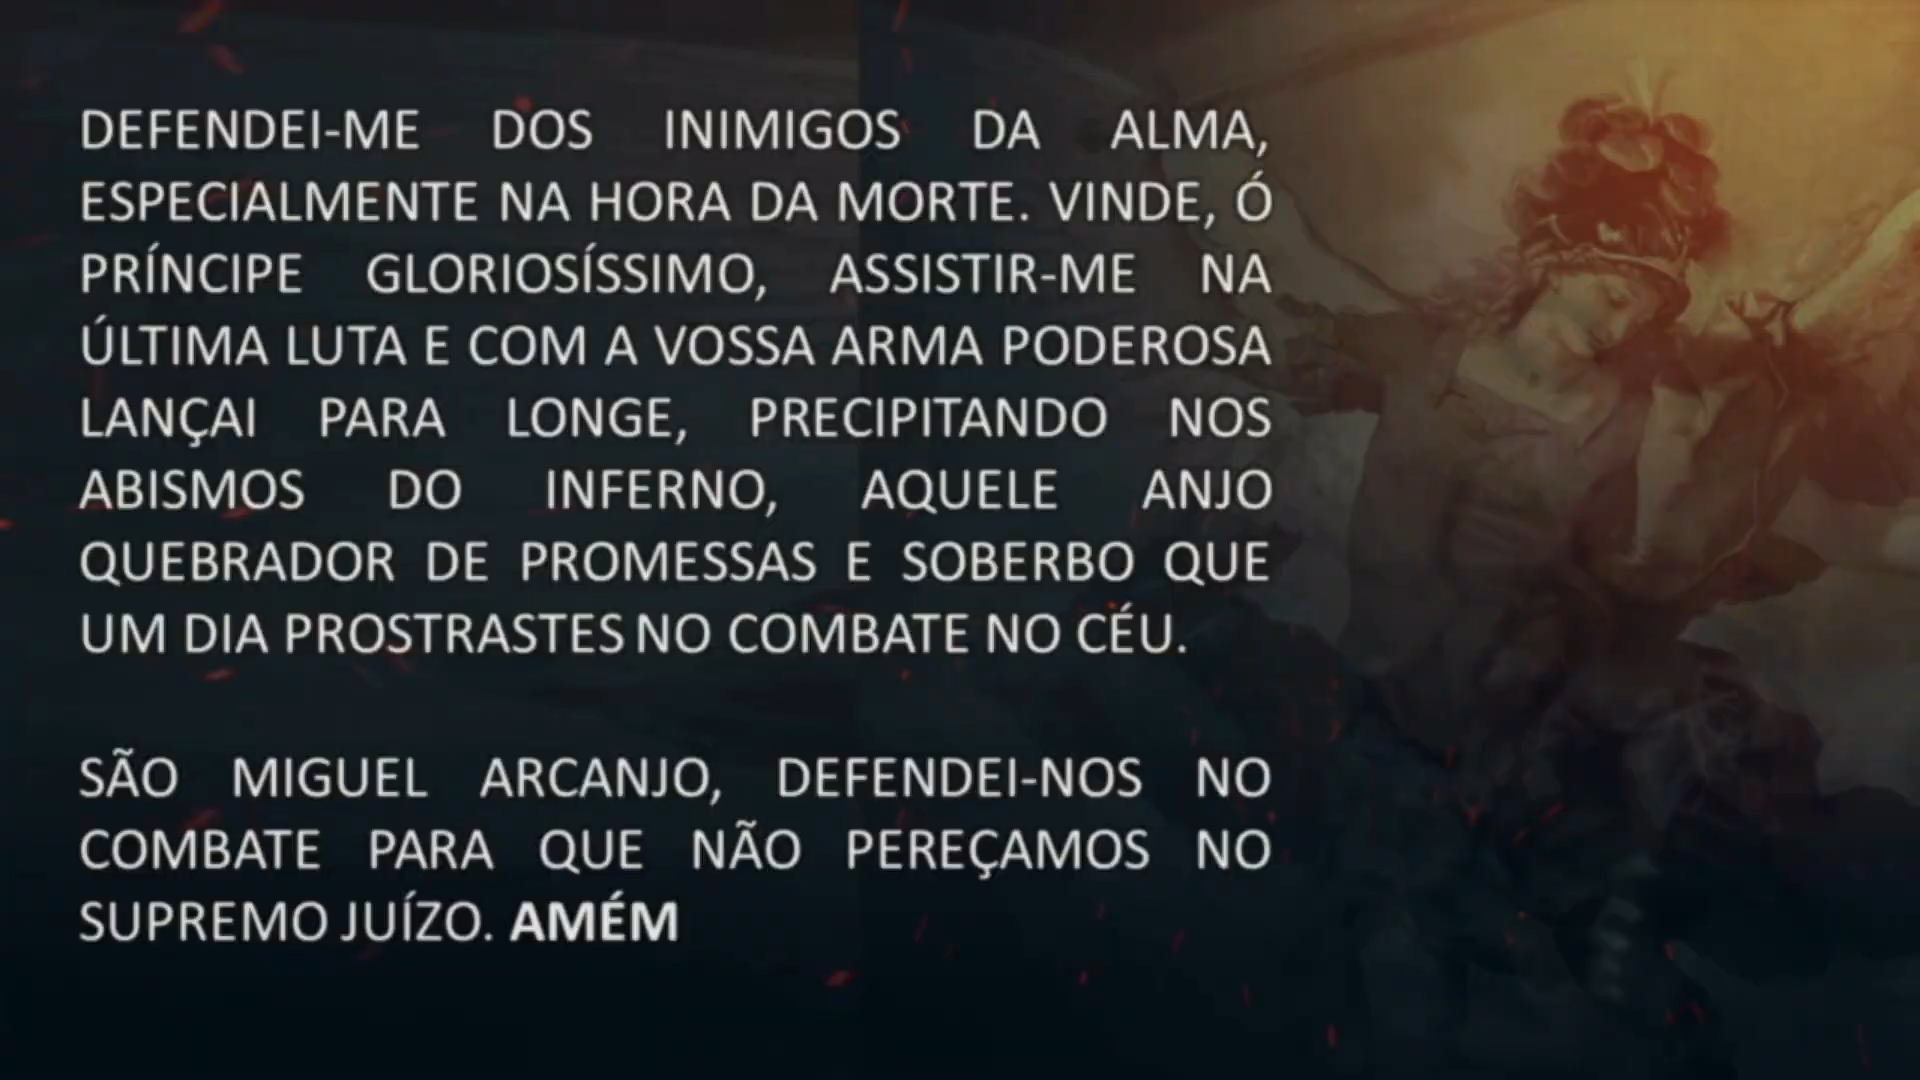 DEFENDEI-ME DOS INIMIGOS DA ALMA,
ESPECIALMENTE NA HORA DA MORTE. VINDE, Ó
PRÍNCIPE GLORIOSÍSSIMO, ASSISTIR-ME NA
ÚLTIMA LUTA E COM A VOSSA ARMA PODEROSA
LANÇAI PARA LONGE, PRECIPITANDO NOS
ABISMOS DO INFERNO, AQUELE ANJO
QUEBRADOR DE PROMESSAS E SOBERBO QUE
UM DIA PROSTRASTES NO COMBATE NO CÉU.
SÃO MIGUEL ARCANJO, DEFENDEI-NOS NO
COMBATE PARA QUE NÃO PEREÇAMOS NO
SUPREMO JUÍZO. AMÉM